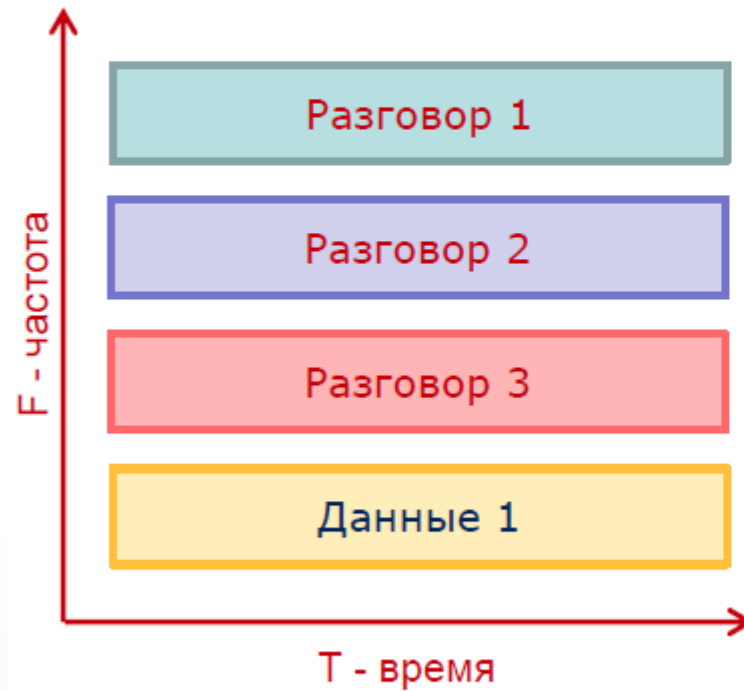 Разговор 1
Разговор 2
Разговор 3
Данные 1
F - частота
T - время